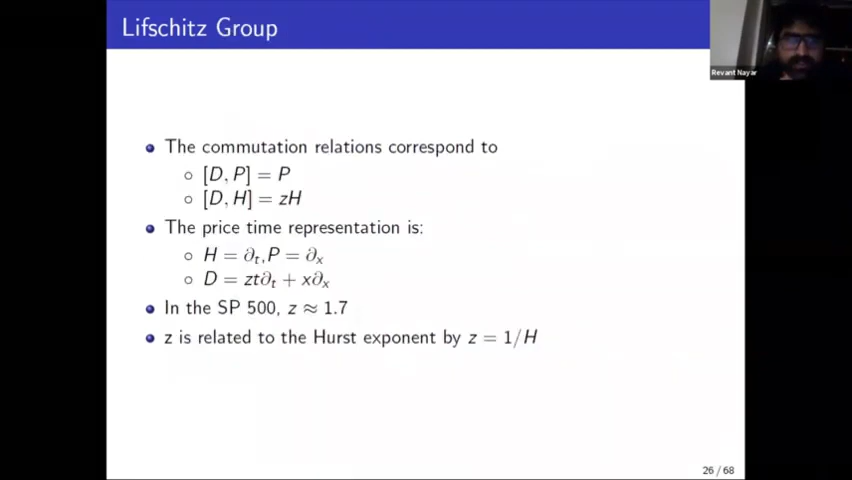 Lifschitz Group
Revant Nayar
The commutation relations correspond to
[D, P] = P
[D, H] = zH
The price time representation is:
H = ∂ₜ, P = ∂ₓ
D = zt∂ₜ + x∂ₓ
In the SP 500, z ≈ 1.7
z is related to the Hurst exponent by z = 1/H
26 / 68